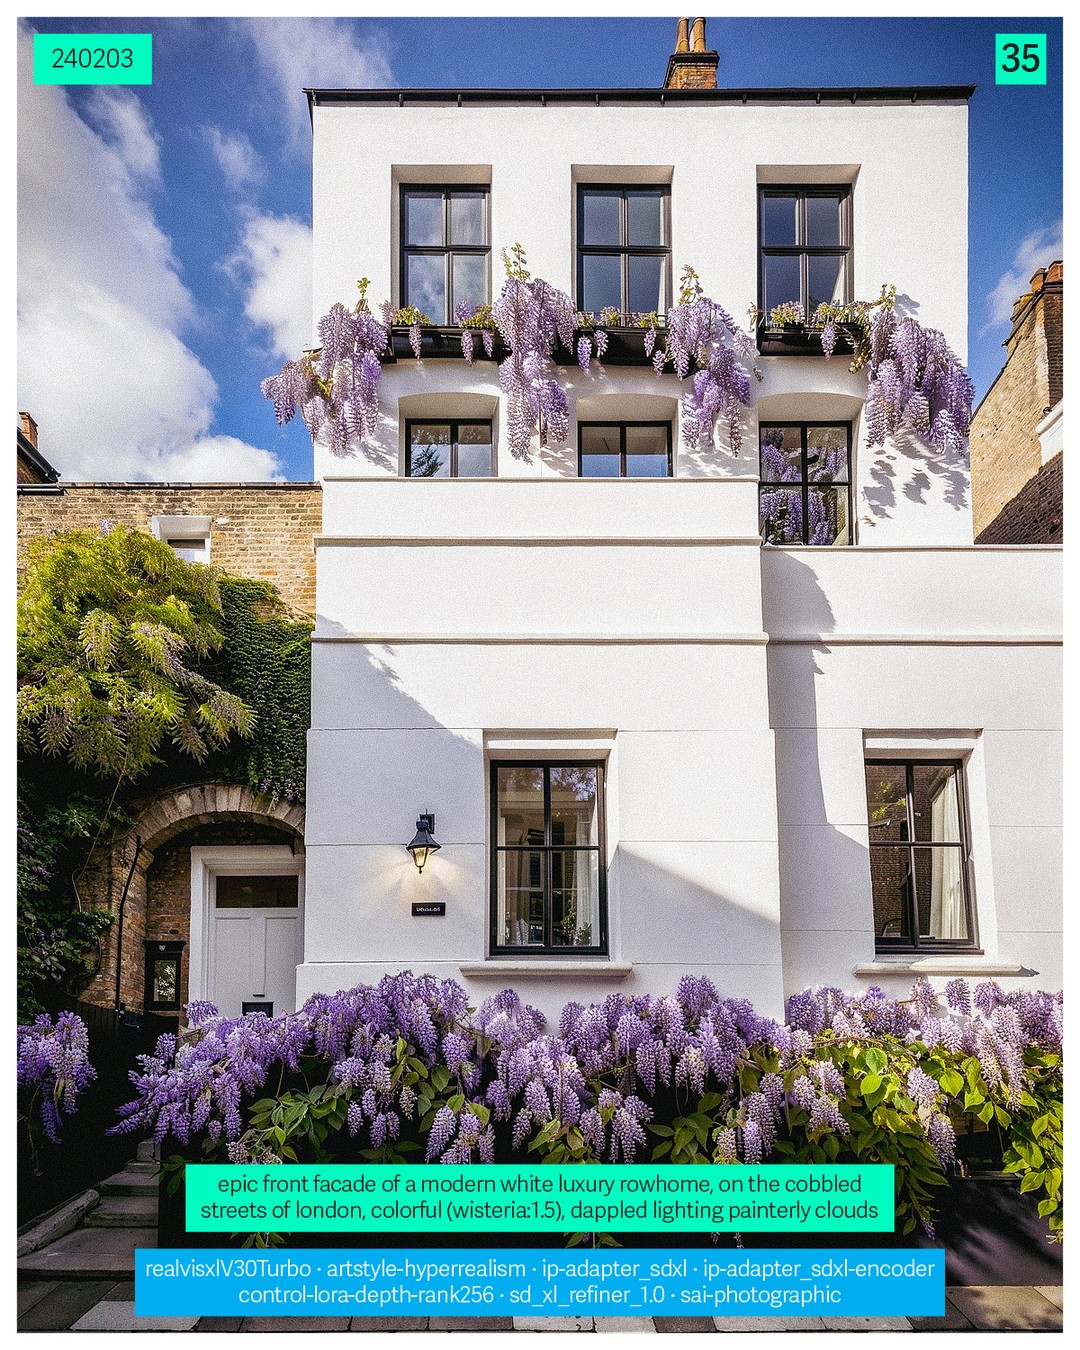 240203
35
epic front facade of a modern white luxury rowhome, on the cobbled
streets of london, colorful (wisteria:1.5), dappled lighting painterly clouds
realvisxlV30Turbo · artstyle-hyperrealism · ip-adapter_sdxl · ip-adapter_sdxl-encoder
control-lora-depth-rank256 · sd_xl_refiner_1.0 · sai-photographic